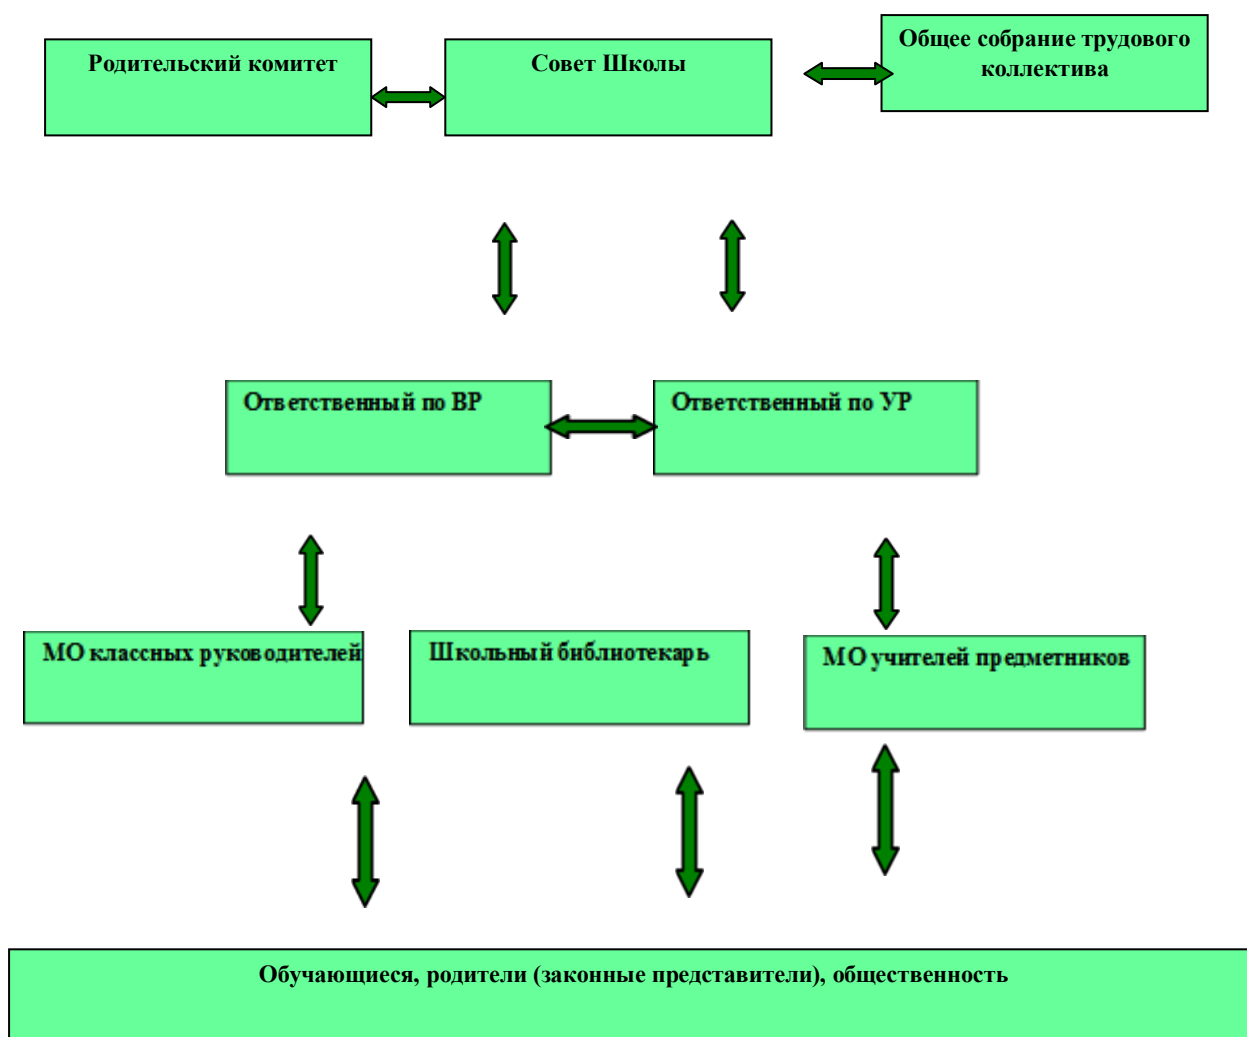 Родительский комитет
Совет Школы
Общее собрание трудового
коллектива
Ответственный по ВР
Ответственный по УР
МО классных руководителей
Школьный библиотекарь
МО учителей предметников
Обучающиеся, родители (законные представители), общественность